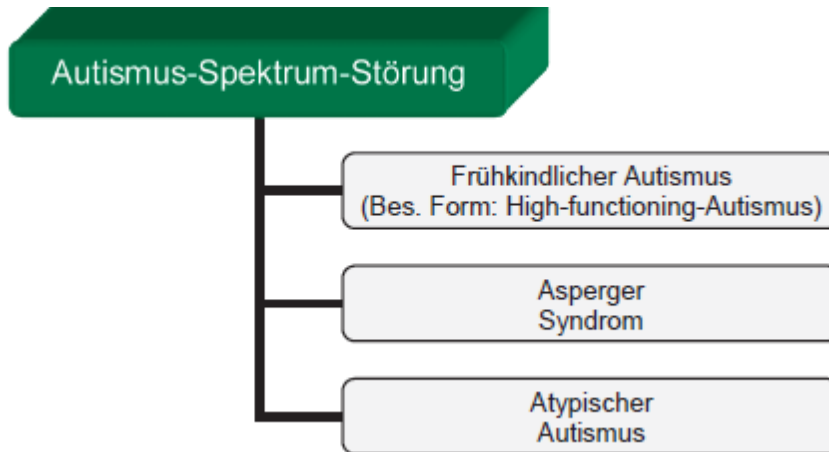 Autismus-Spektrum-Störung
Frühkindlicher Autismus
(Bes. Form: High-functioning-Autismus)
Asperger
Syndrom
Atypischer
Autismus